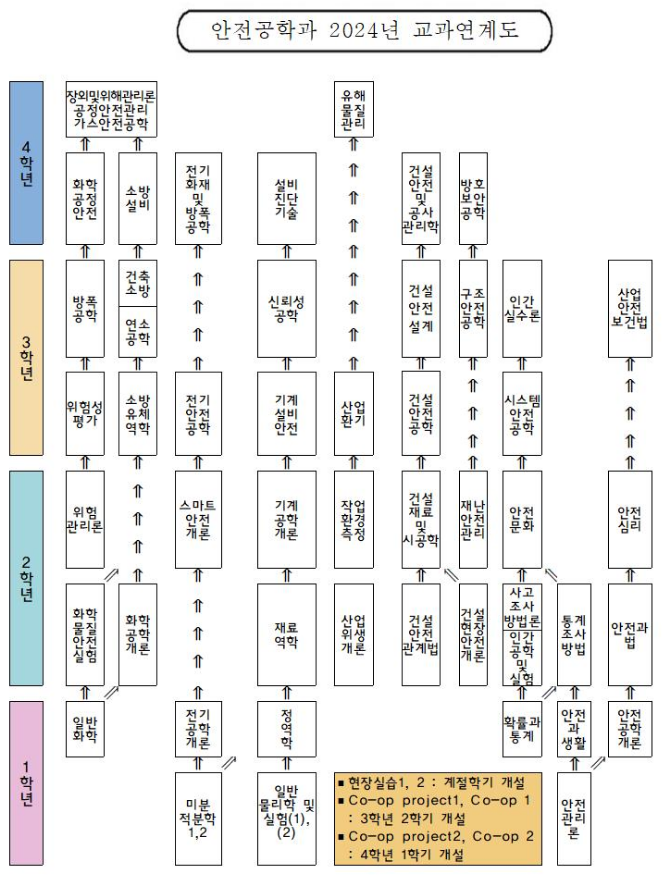 안전공학과 2024년 교과연계도
4학년
장외및위해관리론
공정안전관리
가스안전공학
유해
물질
관리
화학
공정
안전
소방
설비
전기
화재
및
방폭
공학
설비
진단
기술
건설
안전
및
공사
관리학
방호
보안
공학
3학년
방폭
공학
건축
소방
연소
공학
신뢰성
공학
건설
안전
설계
구조
안전
공학
인간
실수론
산업
안전
보건법
위험성
평가
소방
유체
역학
전기
안전
공학
기계
설비
안전
산업
환기
건설
안전
공학
시스템
안전
공학
2학년
위험
관리론
스마트
안전
개론
기계
공학
개론
작업
환경
측정
건설
재료
및
시공학
재난
안전
관리
안전
문화
안전
심리
화학
물질
안전
실험
화학
공학
개론
재료
역학
산업
위생
개론
건설
안전
관계법
건설
현장
안전
개론
사고
조사
방법론
인간
공학
및
실험
통계
조사
방법
안전과
법
1학년
일반
화학
전기
공학
개론
정
역학
확률과
통계
안전
과
생활
안전
공학
개론
미분
적분학
1,2
일반
물리학 및
실험(1),
(2)
■ 현장실습1, 2 : 계절학기 개설
■ Co-op project1, Co-op 1
: 3학년 2학기 개설
■ Co-op project2, Co-op 2
: 4학년 1학기 개설
안전
관리
론